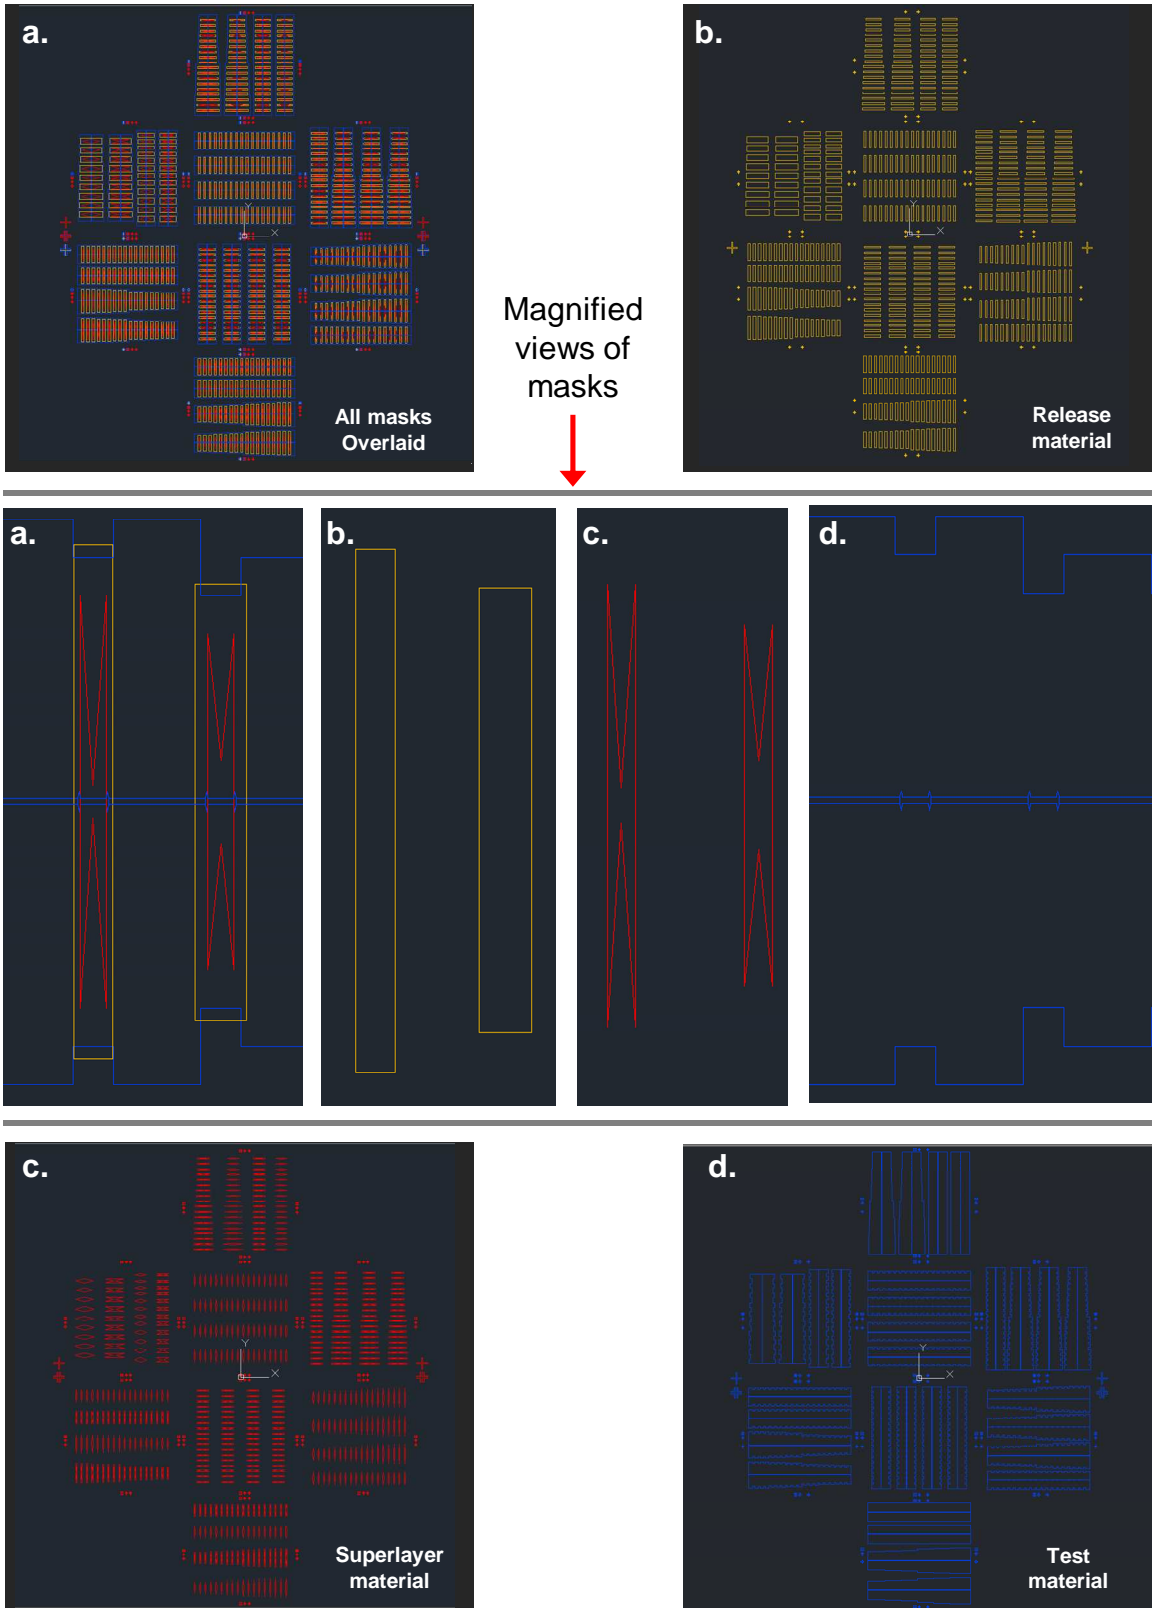 a.
All masks
Overlaid
b.
Release
material
Y
X
Y
X
Magnified
views of
masks
a.
b.
c.
d.
c.
Superlayer
material
Y
X
d.
Test
material
Y
X